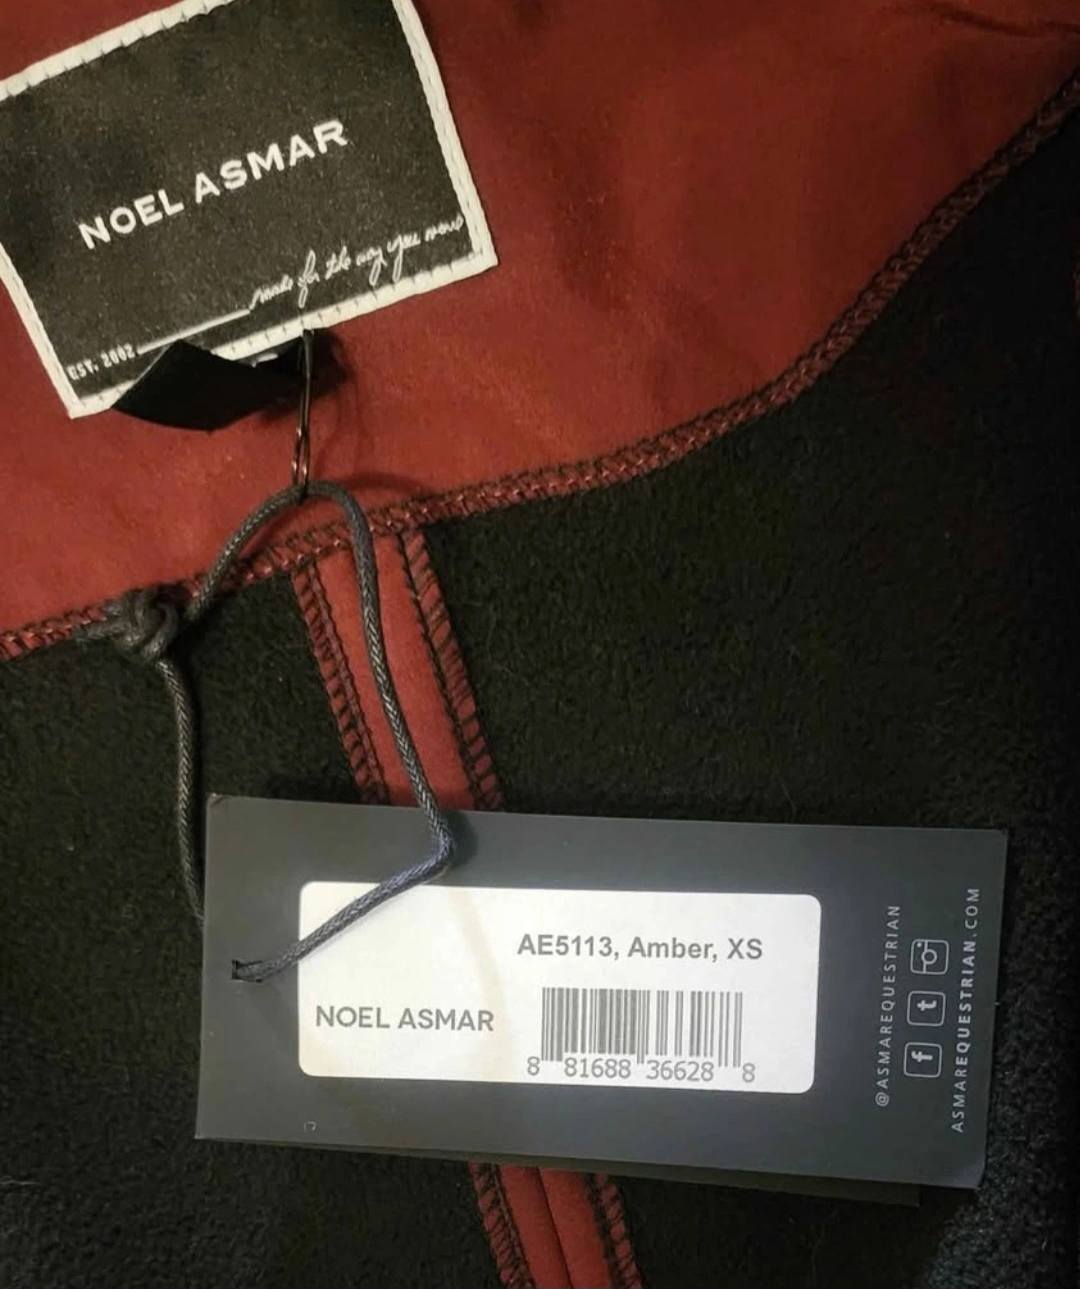 NOEL ASMAR
made for the way you move
EST. 2002
AE5113, Amber, XS
NOEL ASMAR
8 81688 36628 8
@ASMAREQUESTRIAN
ASMAREQUESTRIAN.COM